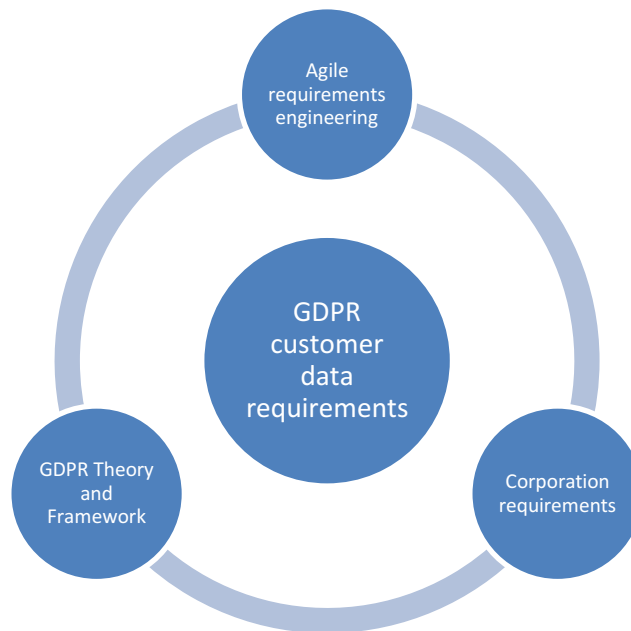 Agile
requirements
engineering
GDPR
customer
data
requirements
GDPR Theory
and
Framework
Corporation
requirements